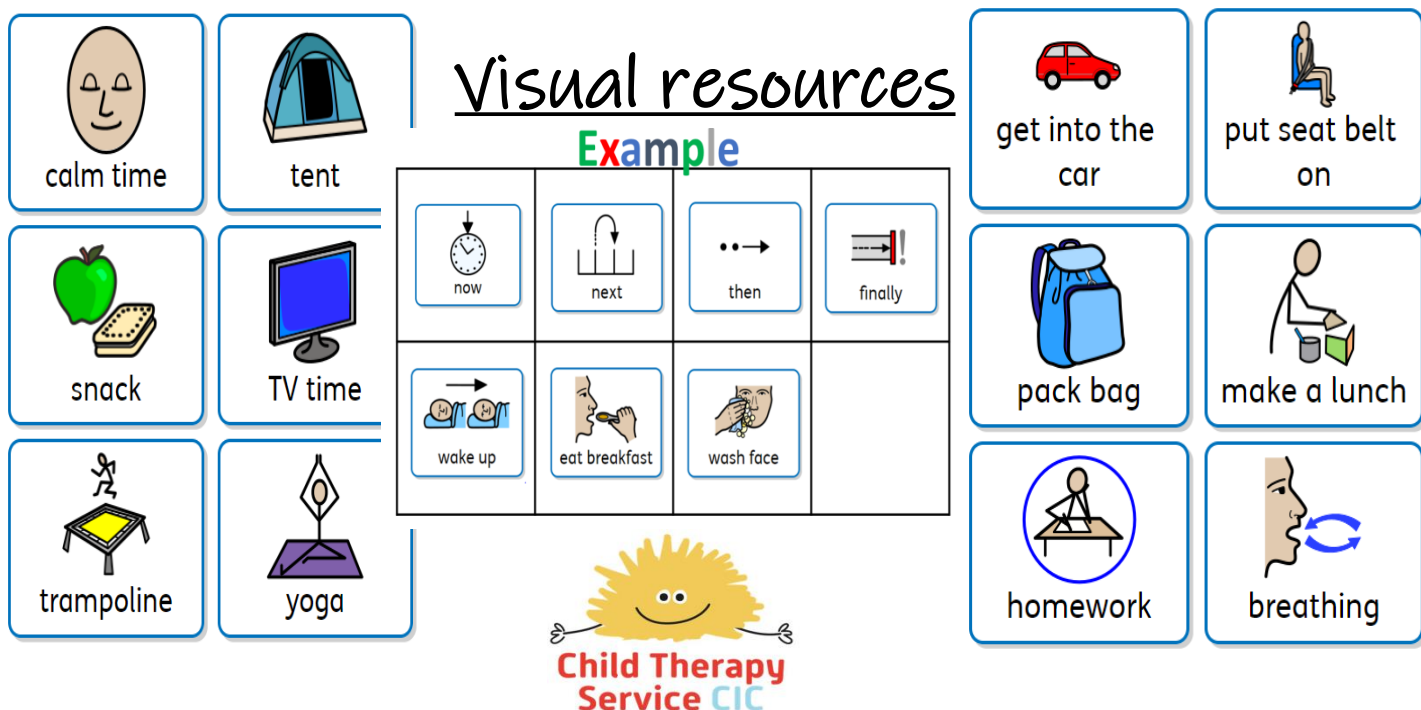 Visual resources
Example
calm time
tent
snack
TV time
trampoline
yoga
now
next
then
finally
wake up
eat breakfast
wash face
get into the
car
put seat belt
on
pack bag
make a lunch
homework
breathing
Child Therapy
Service CIC